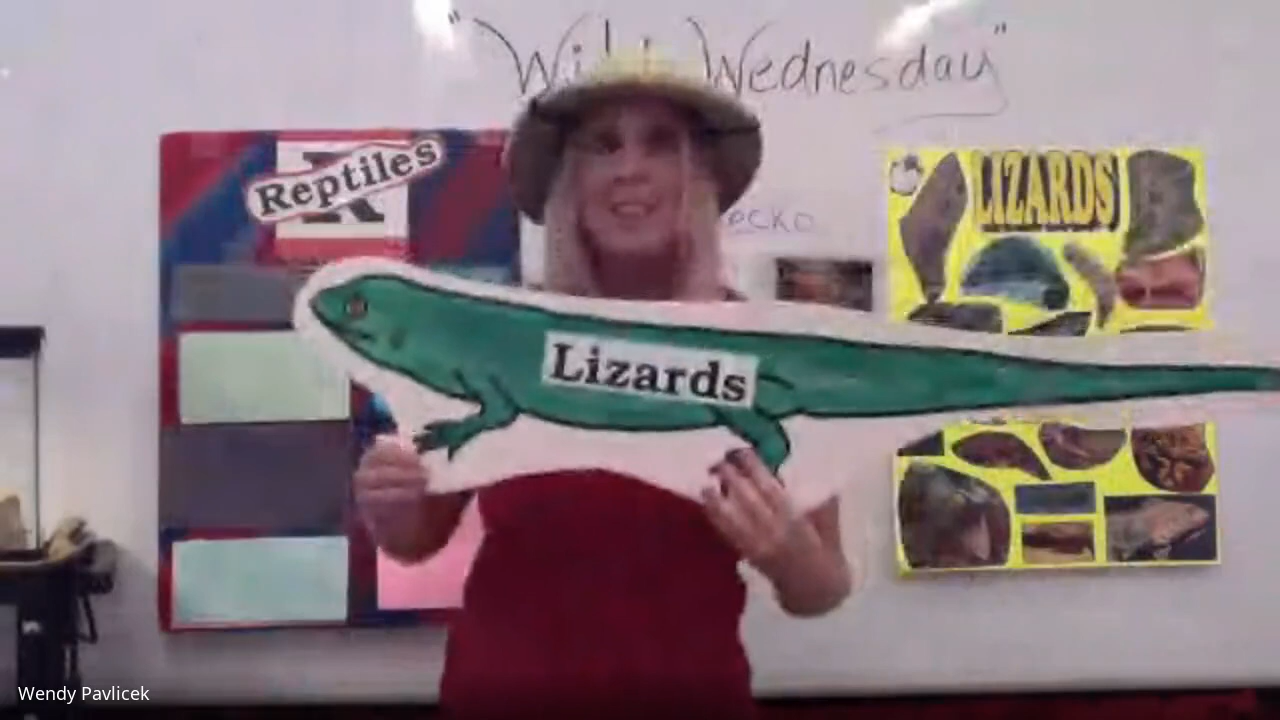 "Wild Wednesday"
Reptiles
LIZARDS
Lizards
Wendy Pavlicek